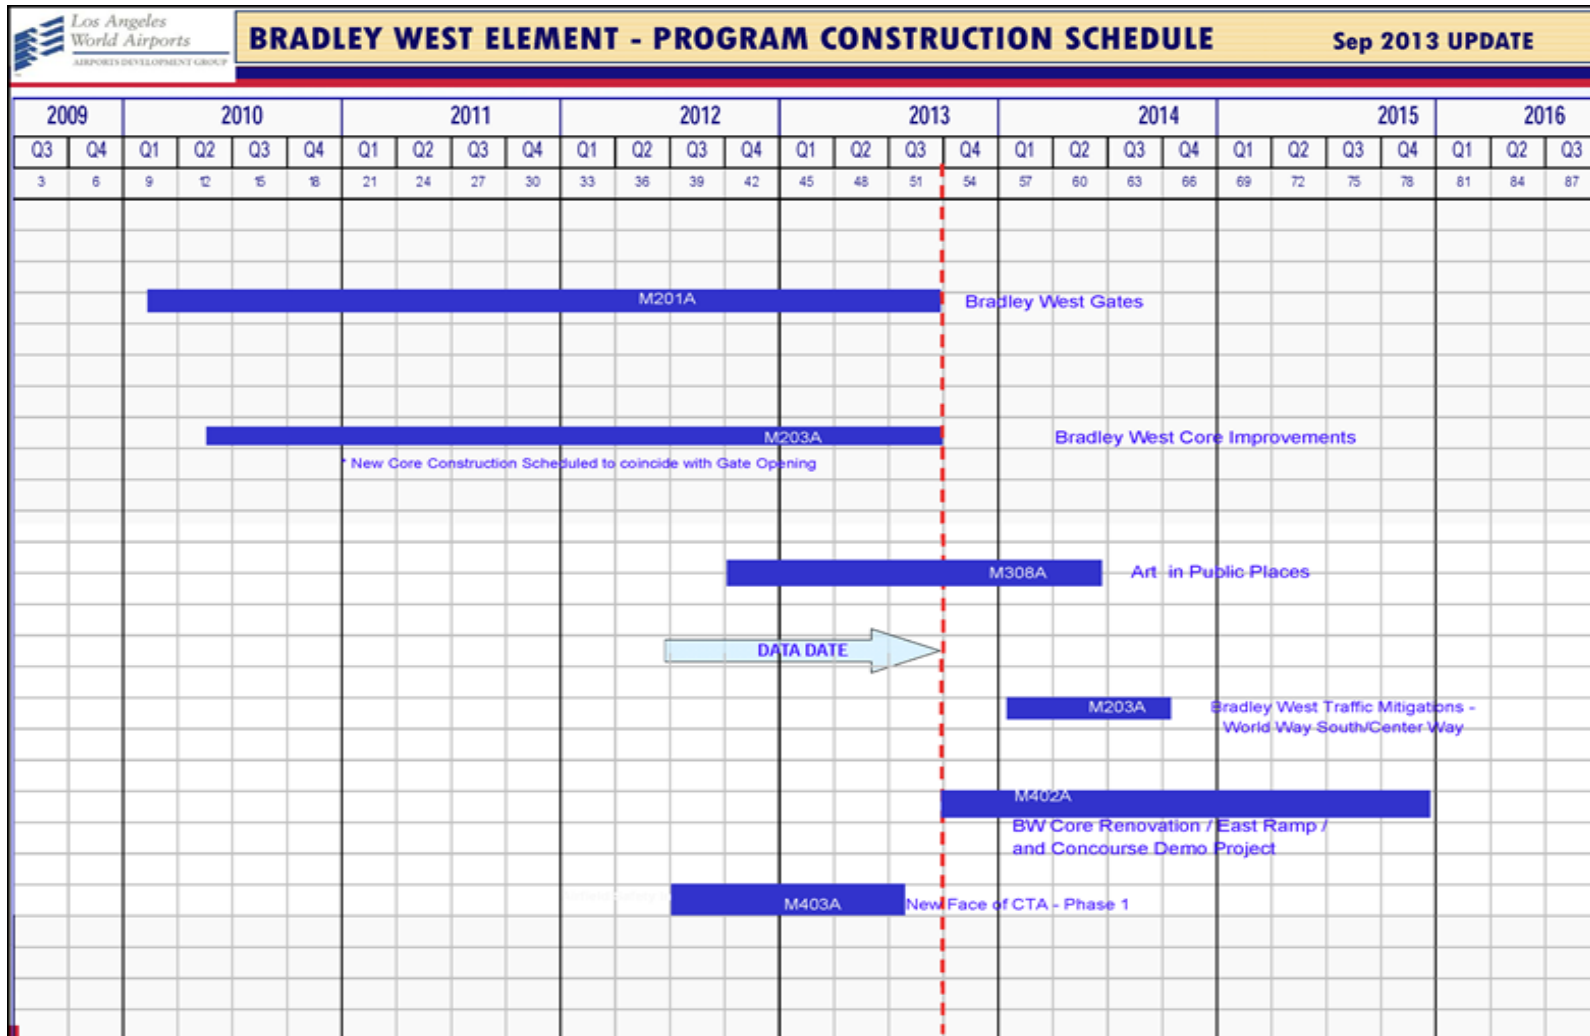 Los Angeles
World Airports
AIRPORTS DEVELOPMENT GROUP
BRADLEY WEST ELEMENT - PROGRAM CONSTRUCTION SCHEDULE
Sep 2013 UPDATE
2009 2010 2011 2012 2013 2014 2015 2016
Q3 Q4 Q1 Q2 Q3 Q4 Q1 Q2 Q3 Q4 Q1 Q2 Q3 Q4 Q1 Q2 Q3 Q4 Q1 Q2 Q3 Q4 Q1 Q2 Q3 Q4 Q1 Q2 Q3
3 6 9 12 15 18 21 24 27 30 33 36 39 42 45 48 51 54 57 60 63 66 69 72 75 78 81 84 87
M201A Bradley West Gates
M203A Bradley West Core Improvements
* New Core Construction Scheduled to coincide with Gate Opening
M308A Art in Public Places
DATA DATE
M203A Bradley West Traffic Mitigations -
World Way South/Center Way
M402A
BW Core Renovation / East Ramp /
and Concourse Demo Project
M403A New Face of CTA - Phase 1